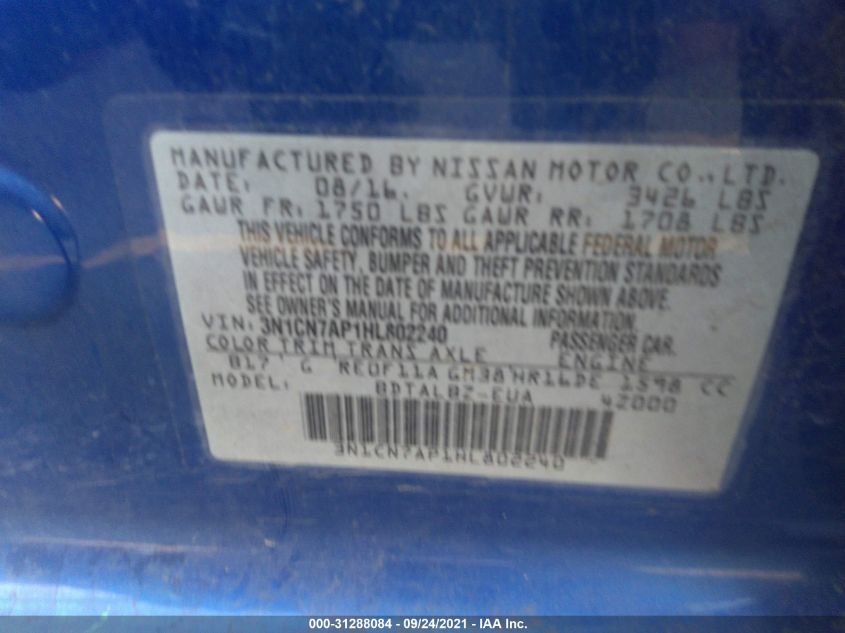 MANUFACTURED BY NISSAN MOTOR CO., LTD.
DATE: 08/16. GVWR: 3426 LBS
GAWR FR: 1750 LBS GAWR RR: 1708 LBS
THIS VEHICLE CONFORMS TO ALL APPLICABLE FEDERAL MOTOR
VEHICLE SAFETY, BUMPER AND THEFT PREVENTION STANDARDS
IN EFFECT ON THE DATE OF MANUFACTURE SHOWN ABOVE.
SEE OWNER'S MANUAL FOR ADDITIONAL INFORMATION.
VIN: 3N1CN7AP1HL802240 PASSENGER CAR.
COLOR TRIM TRANS AXLE ENGINE
B17 G RE0F11A GM38 HR16DE 1598 CC
MODEL: BDTALBZ-EUA 42000
3N1CN7AP1HL802240
000-31288084 - 09/24/2021 - IAA Inc.